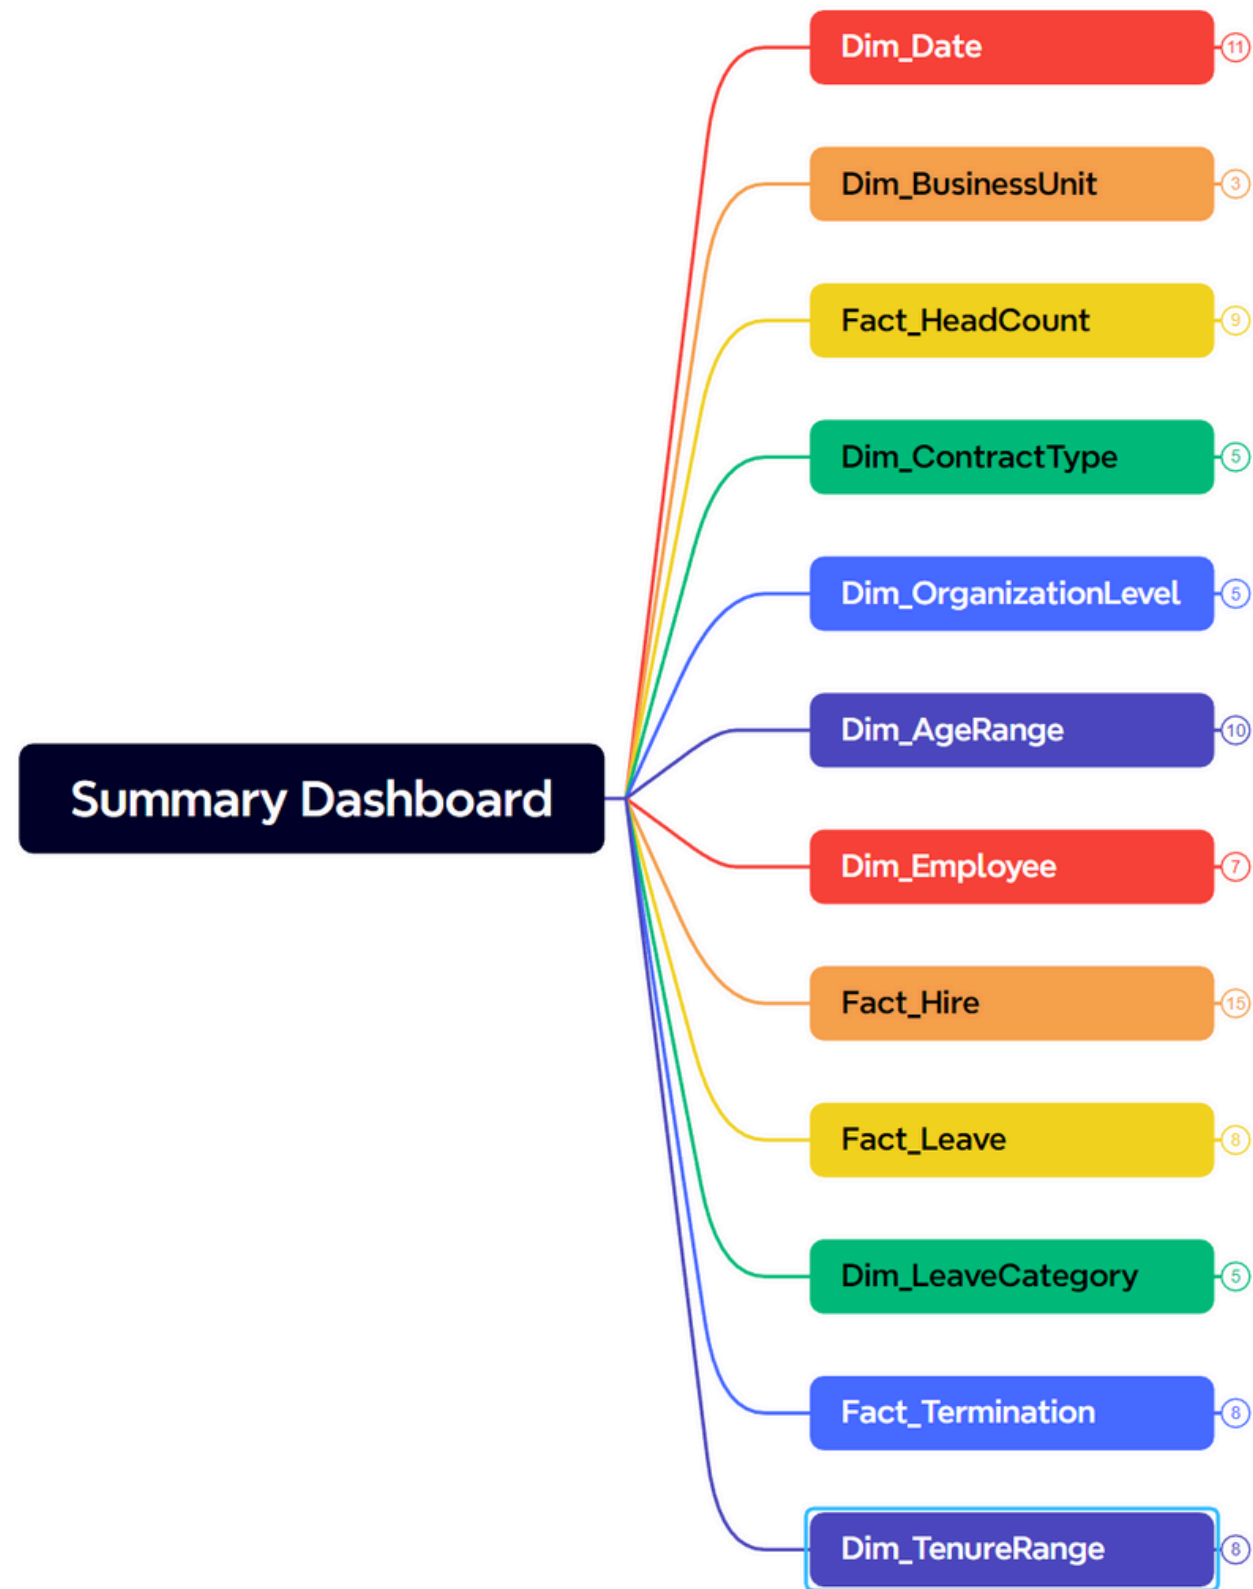 Dim_Date 11
Dim_BusinessUnit 3
Fact_HeadCount 9
Dim_ContractType 5
Dim_OrganizationLevel 5
Dim_AgeRange 10
Summary Dashboard
Dim_Employee 7
Fact_Hire 15
Fact_Leave 8
Dim_LeaveCategory 5
Fact_Termination 8
Dim_TenureRange 8